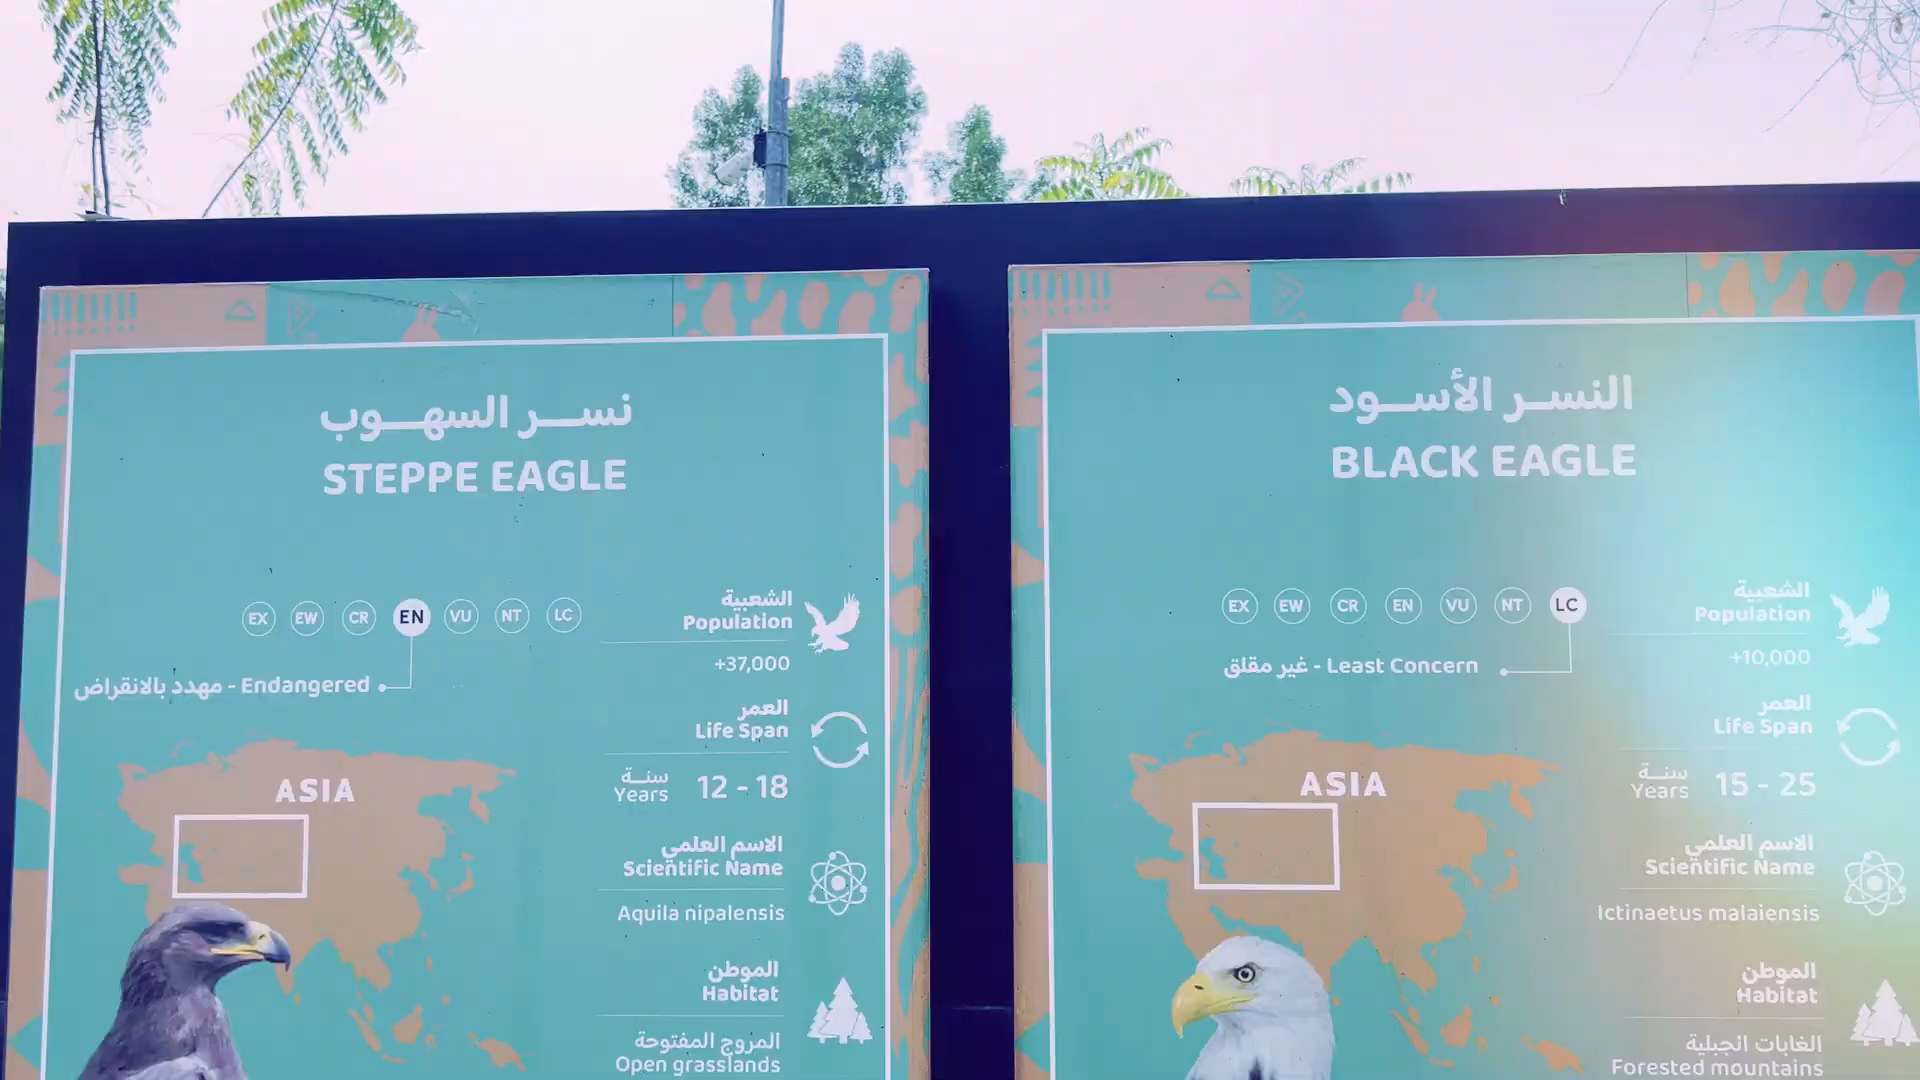 نسر السهوب
STEPPE EAGLE
EX EW CR EN VU NT LC
مهدد بالانقراض - Endangered
ASIA
الشعبية
Population
+37,000
العمر
Life Span
سنة
Years
12 - 18
الاسم العلمي
Scientific Name
Aquila nipalensis
الموطن
Habitat
المروج المفتوحة
Open grasslands
النسر الأسود
BLACK EAGLE
EX EW CR EN VU NT LC
غير مقلق - Least Concern
ASIA
الشعبية
Population
+10,000
العمر
Life Span
سنة
Years
15 - 25
الاسم العلمي
Scientific Name
Ictinaetus malaiensis
الموطن
Habitat
الغابات الجبلية
Forested mountains